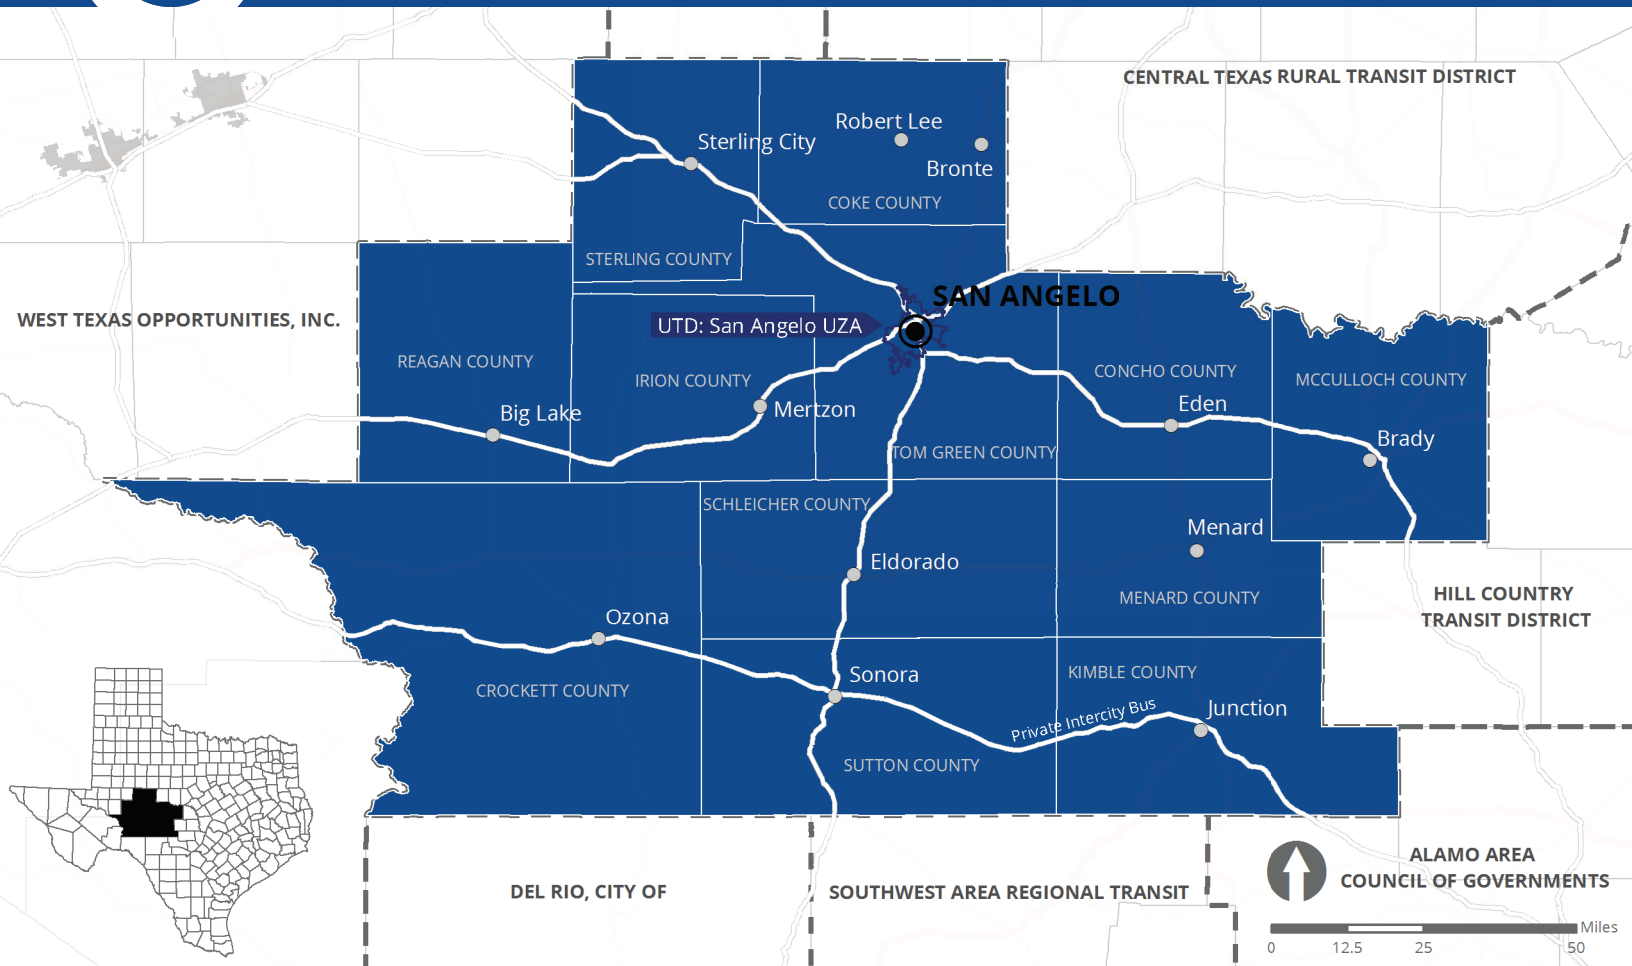 CENTRAL TEXAS RURAL TRANSIT DISTRICT
Robert Lee
Sterling City
Bronte
COKE COUNTY
STERLING COUNTY
SAN ANGELO
WEST TEXAS OPPORTUNITIES, INC.
UTD: San Angelo UZA
REAGAN COUNTY
IRION COUNTY
CONCHO COUNTY
MCCULLOCH COUNTY
Big Lake
Mertzon
Eden
Brady
TOM GREEN COUNTY
SCHLEICHER COUNTY
Menard
Eldorado
MENARD COUNTY
HILL COUNTRY
TRANSIT DISTRICT
Ozona
Sonora
KIMBLE COUNTY
CROCKETT COUNTY
Private Intercity Bus
Junction
SUTTON COUNTY
ALAMO AREA
COUNCIL OF GOVERNMENTS
DEL RIO, CITY OF
SOUTHWEST AREA REGIONAL TRANSIT
Miles
0 12.5 25 50